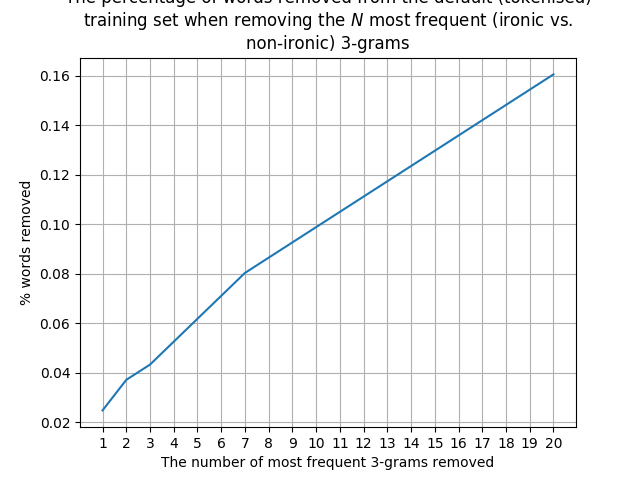 The percentage of words removed from the default (tokenised)
training set when removing the N most frequent (ironic vs.
non-ironic) 3-grams
0.16
0.14
0.12
0.10
0.08
0.06
0.04
0.02
% words removed
1 2 3 4 5 6 7 8 9 10 11 12 13 14 15 16 17 18 19 20
The number of most frequent 3-grams removed